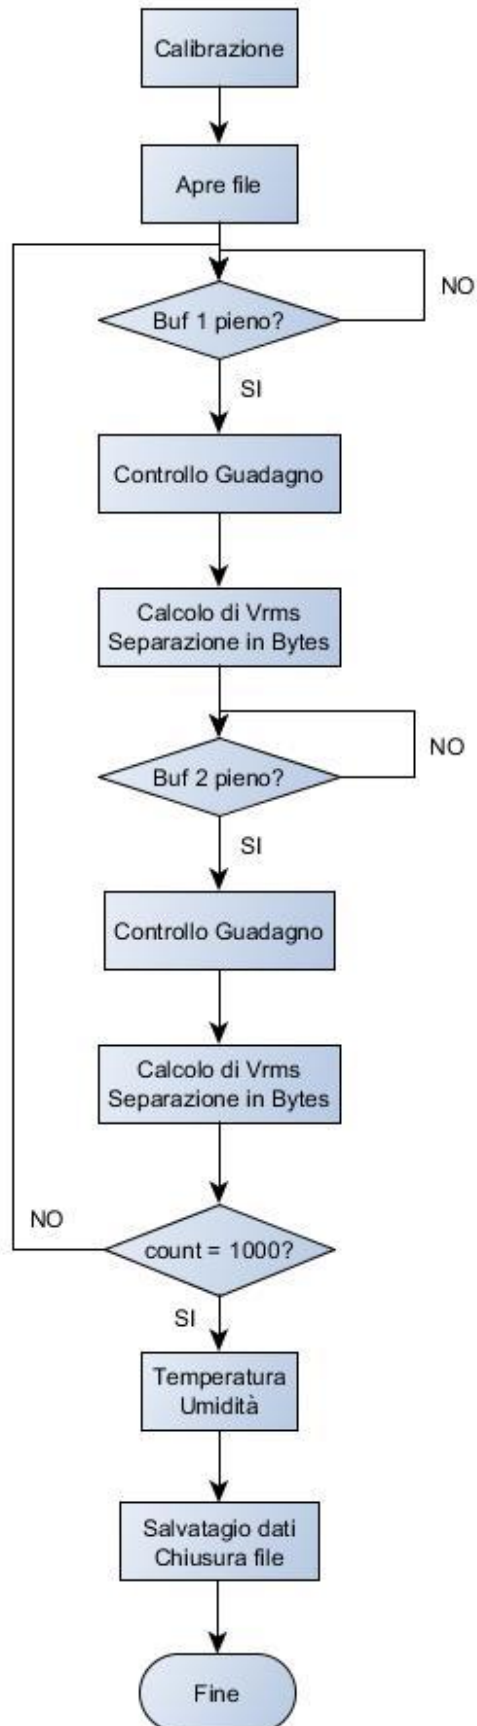 Calibrazione
Apre file
NO
Buf 1 pieno?
SI
Controllo Guadagno
Calcolo di Vrms
Separazione in Bytes
NO
Buf 2 pieno?
SI
Controllo Guadagno
Calcolo di Vrms
Separazione in Bytes
NO
count = 1000?
SI
Temperatura
Umidità
Salvatagio dati
Chiusura file
Fine